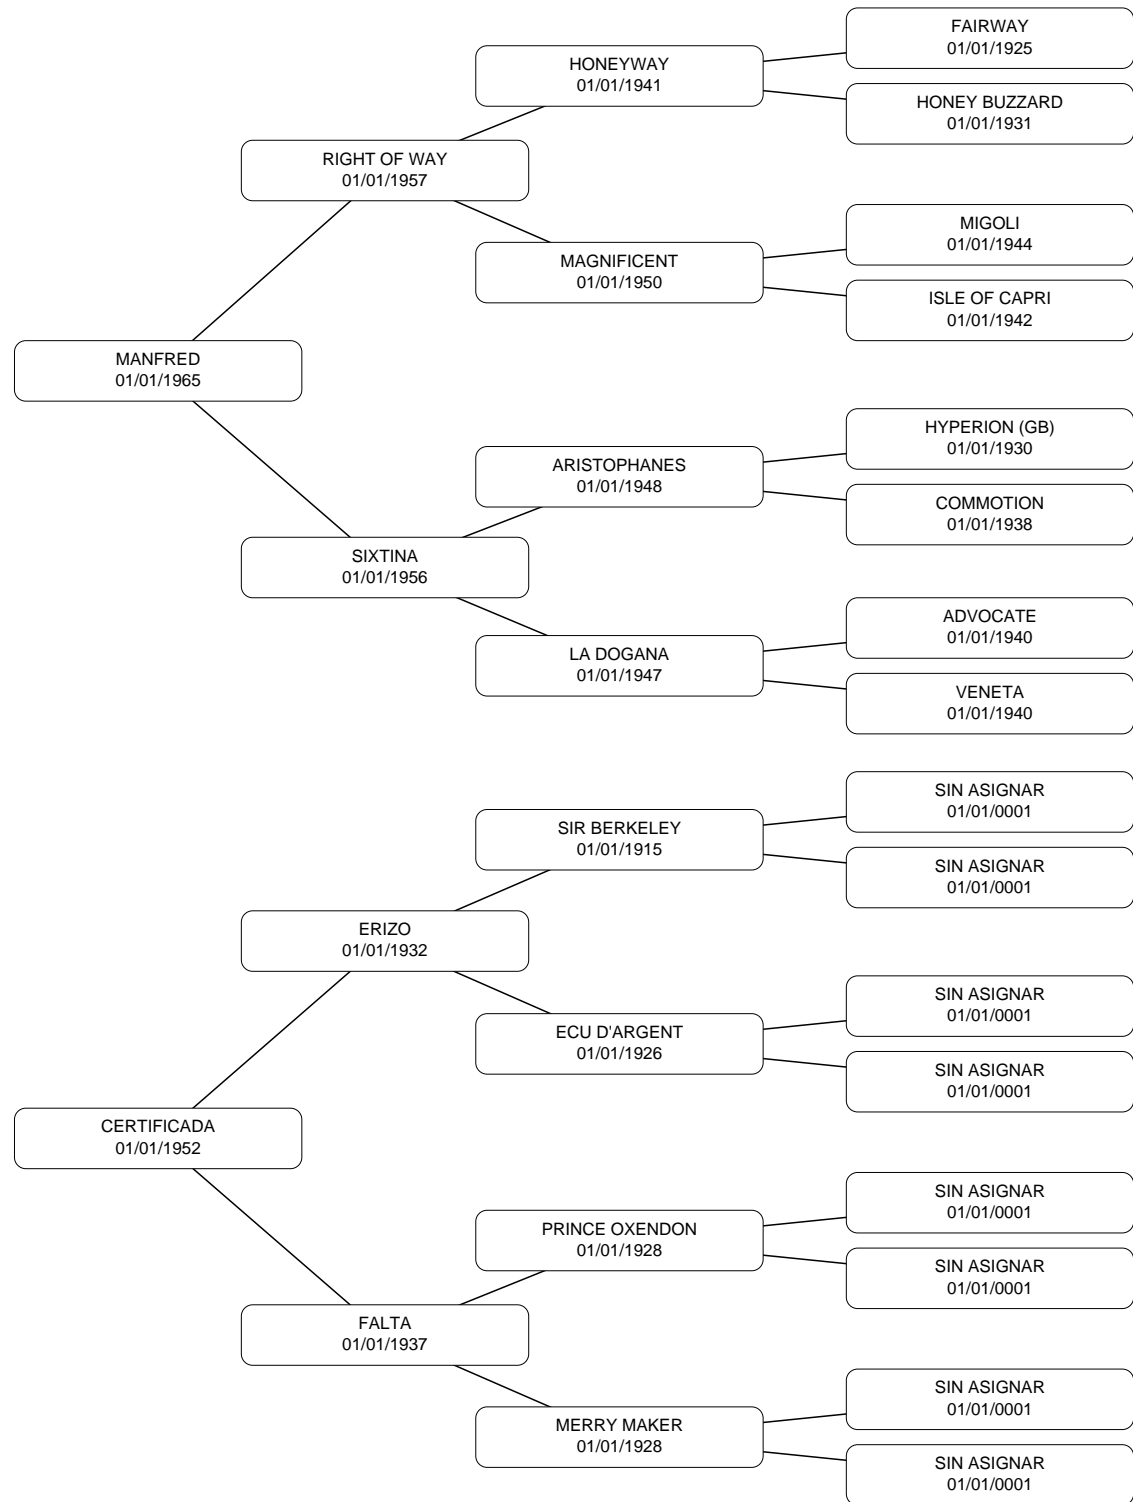 FAIRWAY
01/01/1925
HONEYWAY
01/01/1941
HONEY BUZZARD
01/01/1931
RIGHT OF WAY
01/01/1957
MIGOLI
01/01/1944
MAGNIFICENT
01/01/1950
ISLE OF CAPRI
01/01/1942
MANFRED
01/01/1965
HYPERION (GB)
01/01/1930
ARISTOPHANES
01/01/1948
COMMOTION
01/01/1938
SIXTINA
01/01/1956
ADVOCATE
01/01/1940
LA DOGANA
01/01/1947
VENETA
01/01/1940
SIN ASIGNAR
01/01/0001
SIR BERKELEY
01/01/1915
SIN ASIGNAR
01/01/0001
ERIZO
01/01/1932
SIN ASIGNAR
01/01/0001
ECU D'ARGENT
01/01/1926
SIN ASIGNAR
01/01/0001
CERTIFICADA
01/01/1952
SIN ASIGNAR
01/01/0001
PRINCE OXENDON
01/01/1928
SIN ASIGNAR
01/01/0001
FALTA
01/01/1937
SIN ASIGNAR
01/01/0001
MERRY MAKER
01/01/1928
SIN ASIGNAR
01/01/0001